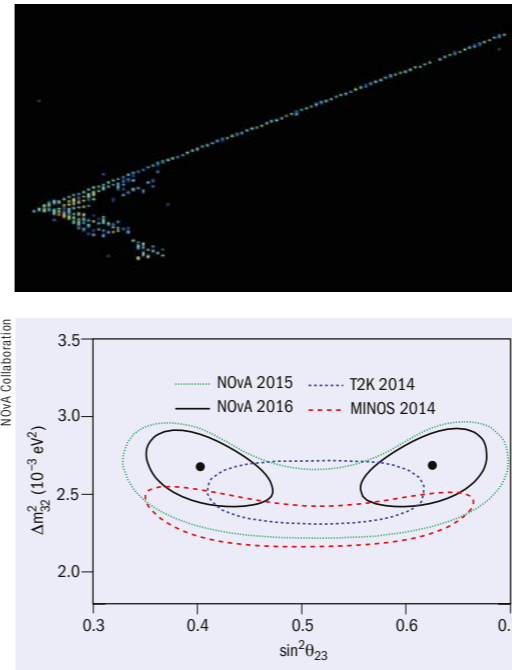 NOvA Collaboration
3.5
3.0
2.5
2.0
Δm²₃₂ (10⁻³ eV²)
NOvA 2015
T2K 2014
NOvA 2016
MINOS 2014
0.3
0.4
0.5
0.6
0.
sin²θ₂₃